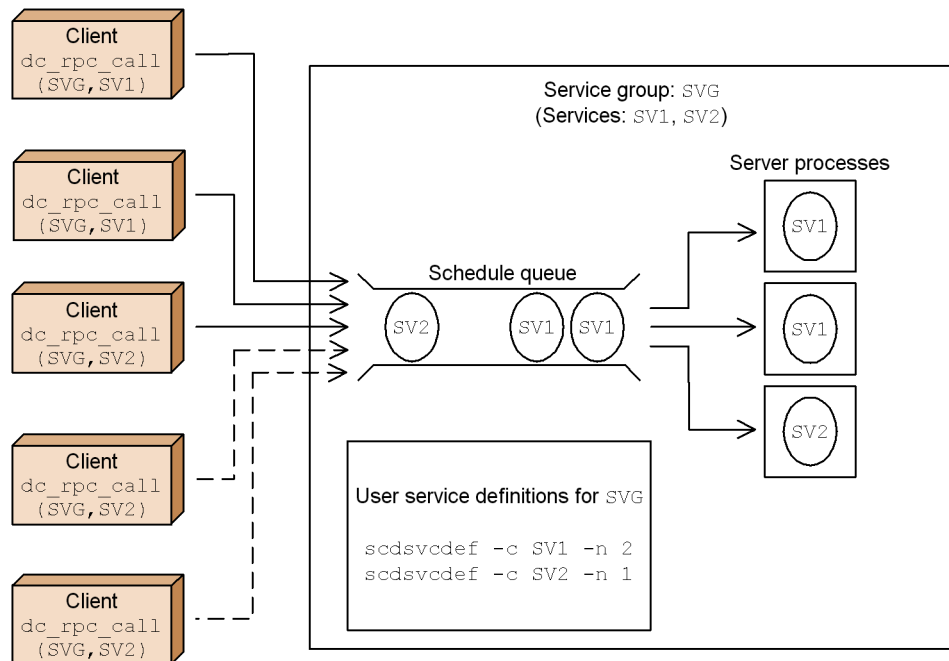 Client
dc_rpc_call
(SVG,SV1)
Client
dc_rpc_call
(SVG,SV1)
Client
dc_rpc_call
(SVG,SV2)
Client
dc_rpc_call
(SVG,SV2)
Client
dc_rpc_call
(SVG,SV2)
Service group: SVG
(Services: SV1, SV2)
Server processes
Schedule queue
SV2
SV1
SV1
SV1
SV1
SV2
User service definitions for SVG
scdsvcdef -c SV1 -n 2
scdsvcdef -c SV2 -n 1